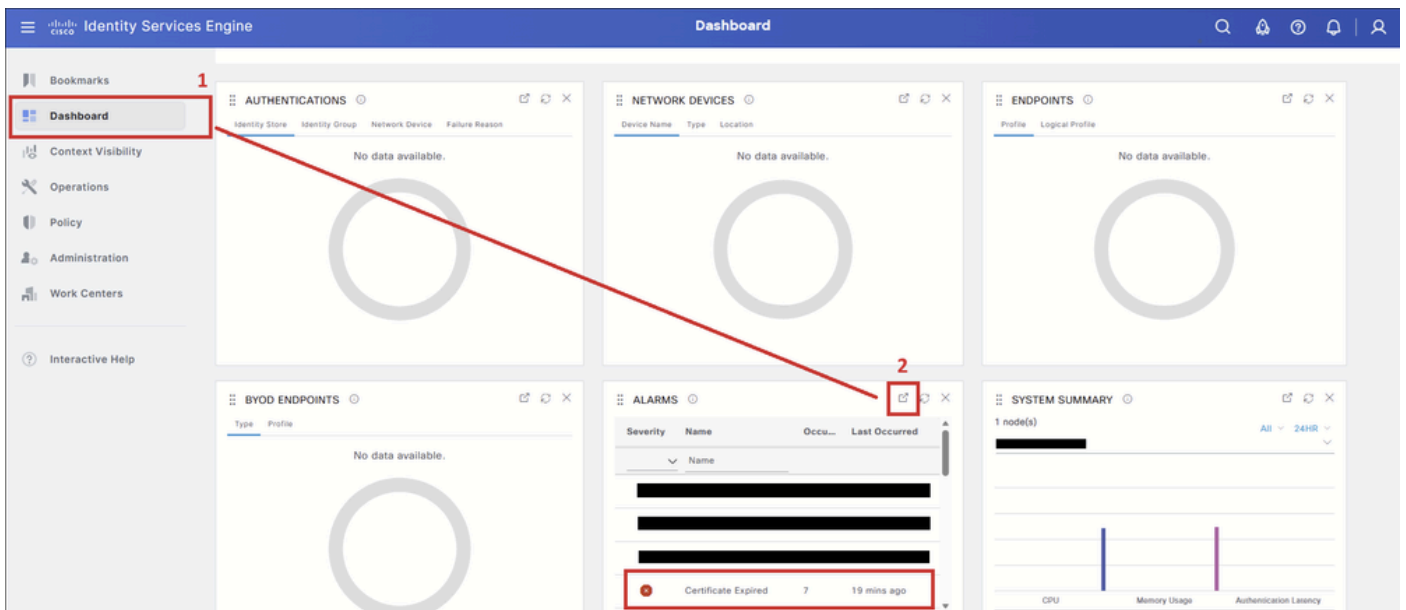 cisco Identity Services Engine
Dashboard
Bookmarks
1
Dashboard
Context Visibility
Operations
Policy
Administration
Work Centers
Interactive Help
AUTHENTICATIONS
Identity Store Identity Group Network Device Failure Reason
No data available.
NETWORK DEVICES
Device Name Type Location
No data available.
ENDPOINTS
Profile Logical Profile
No data available.
BYOD ENDPOINTS
Type Profile
No data available.
2
ALARMS
Severity Name Occu... Last Occurred
Name
Certificate Expired 7 19 mins ago
SYSTEM SUMMARY
1 node(s)
All 24HR
CPU Memory Usage Authentication Latency